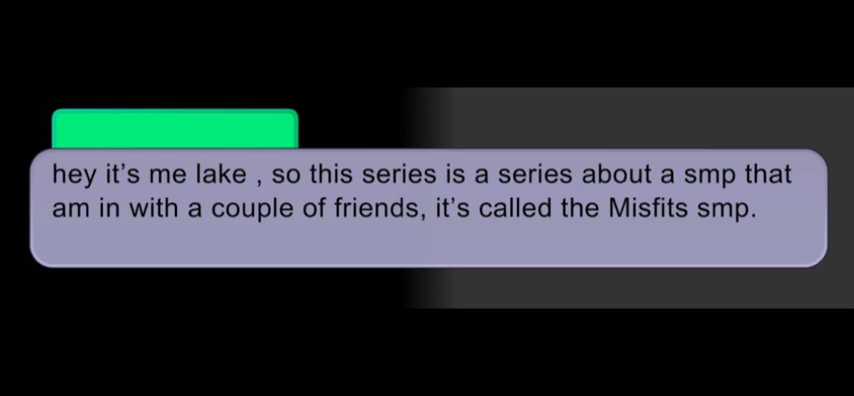 hey it’s me lake , so this series is a series about a smp that
am in with a couple of friends, it’s called the Misfits smp.